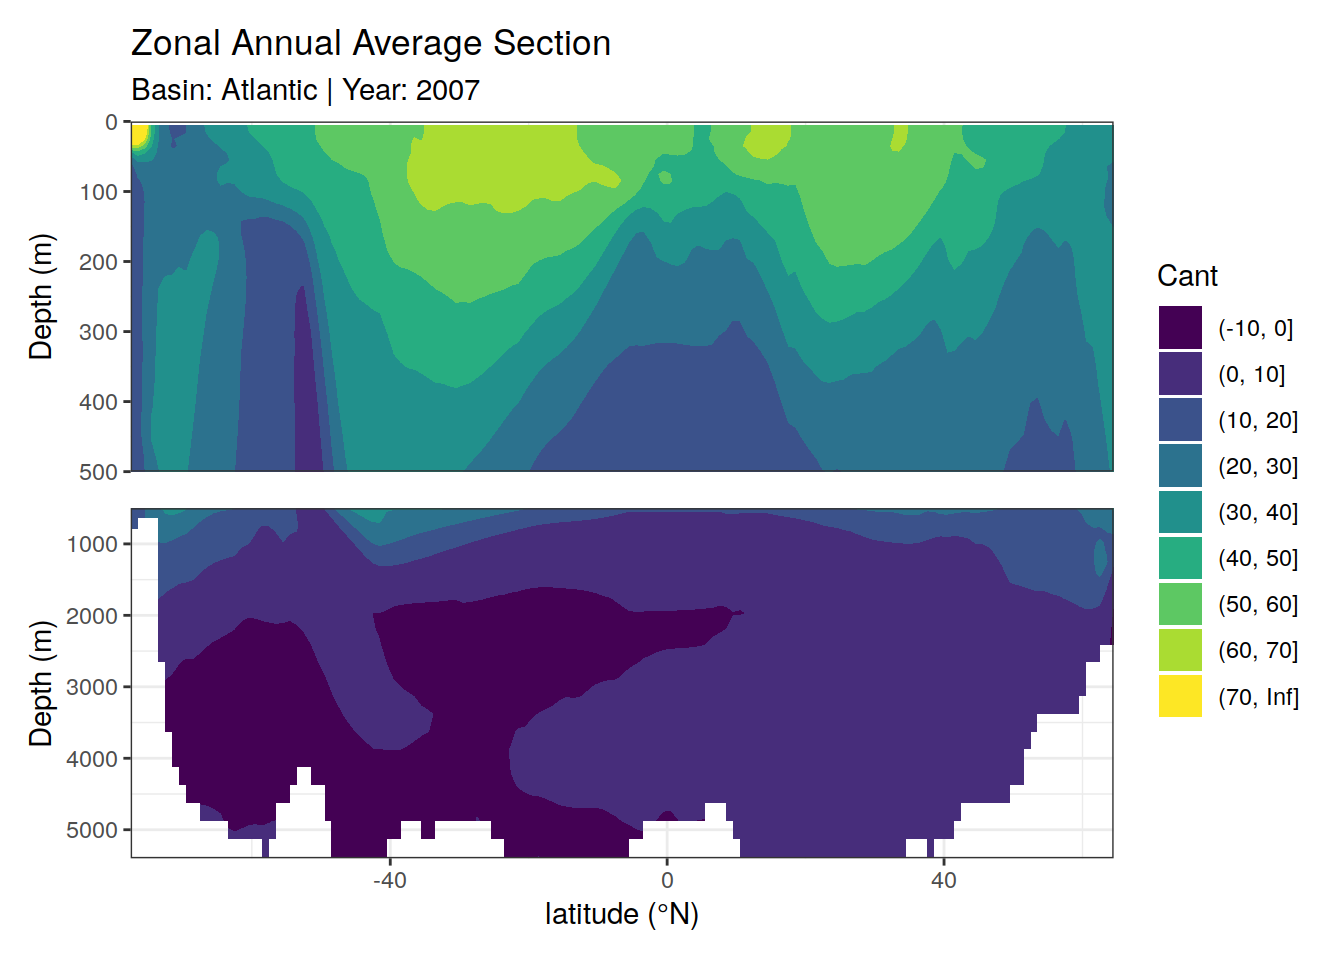 Zonal Annual Average Section
Basin: Atlantic | Year: 2007
0
100
200
300
400
500
Depth (m)
1000
2000
3000
4000
5000
Depth (m)
-40 0 40
latitude (°N)
Cant
(-10, 0]
(0, 10]
(10, 20]
(20, 30]
(30, 40]
(40, 50]
(50, 60]
(60, 70]
(70, Inf]